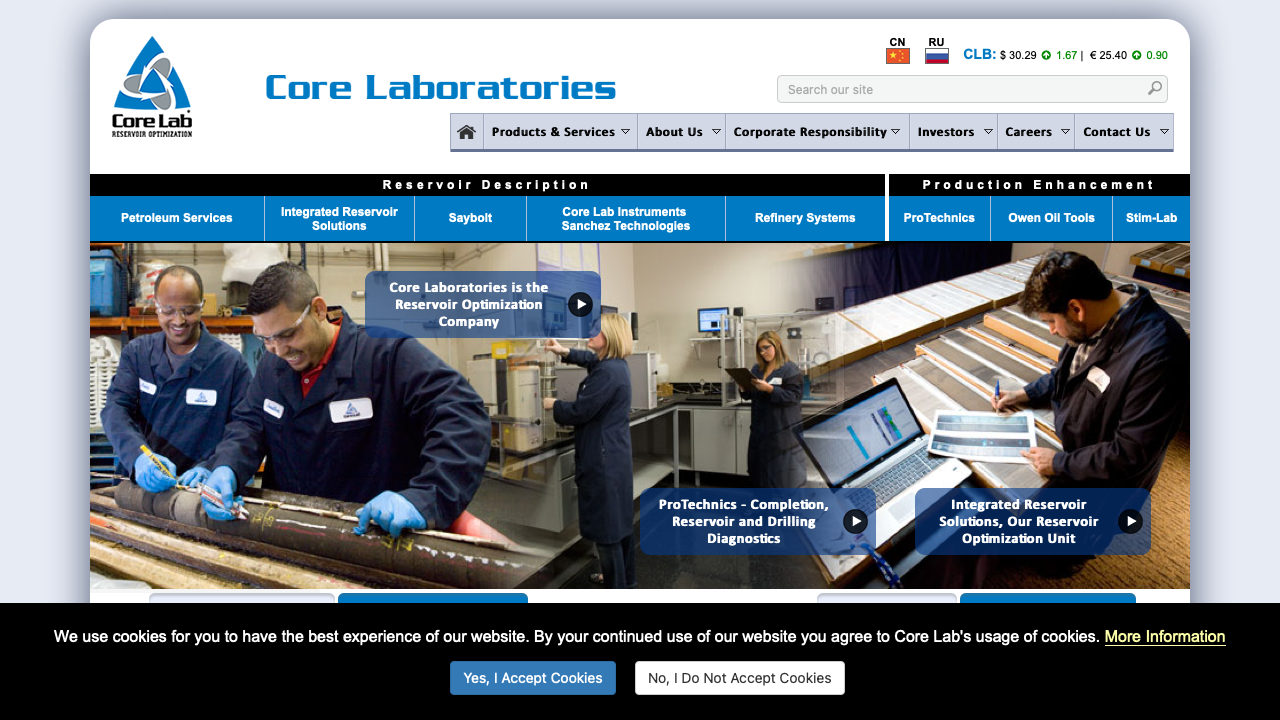 CN
RU
CLB: $ 30.29 1.67 | € 25.40 0.90
Core Laboratories
Search our site
Core Lab
RESERVOIR OPTIMIZATION
Products & Services
About Us
Corporate Responsibility
Investors
Careers
Contact Us
Reservoir Description
Production Enhancement
Petroleum Services
Integrated Reservoir
Solutions
Saybolt
Core Lab Instruments
Sanchez Technologies
Refinery Systems
ProTechnics
Owen Oil Tools
Stim-Lab
Core Laboratories is the
Reservoir Optimization
Company
ProTechnics - Completion,
Reservoir and Drilling
Diagnostics
Integrated Reservoir
Solutions, Our Reservoir
Optimization Unit
We use cookies for you to have the best experience of our website. By your continued use of our website you agree to Core Lab's usage of cookies. More Information
Yes, I Accept Cookies
No, I Do Not Accept Cookies